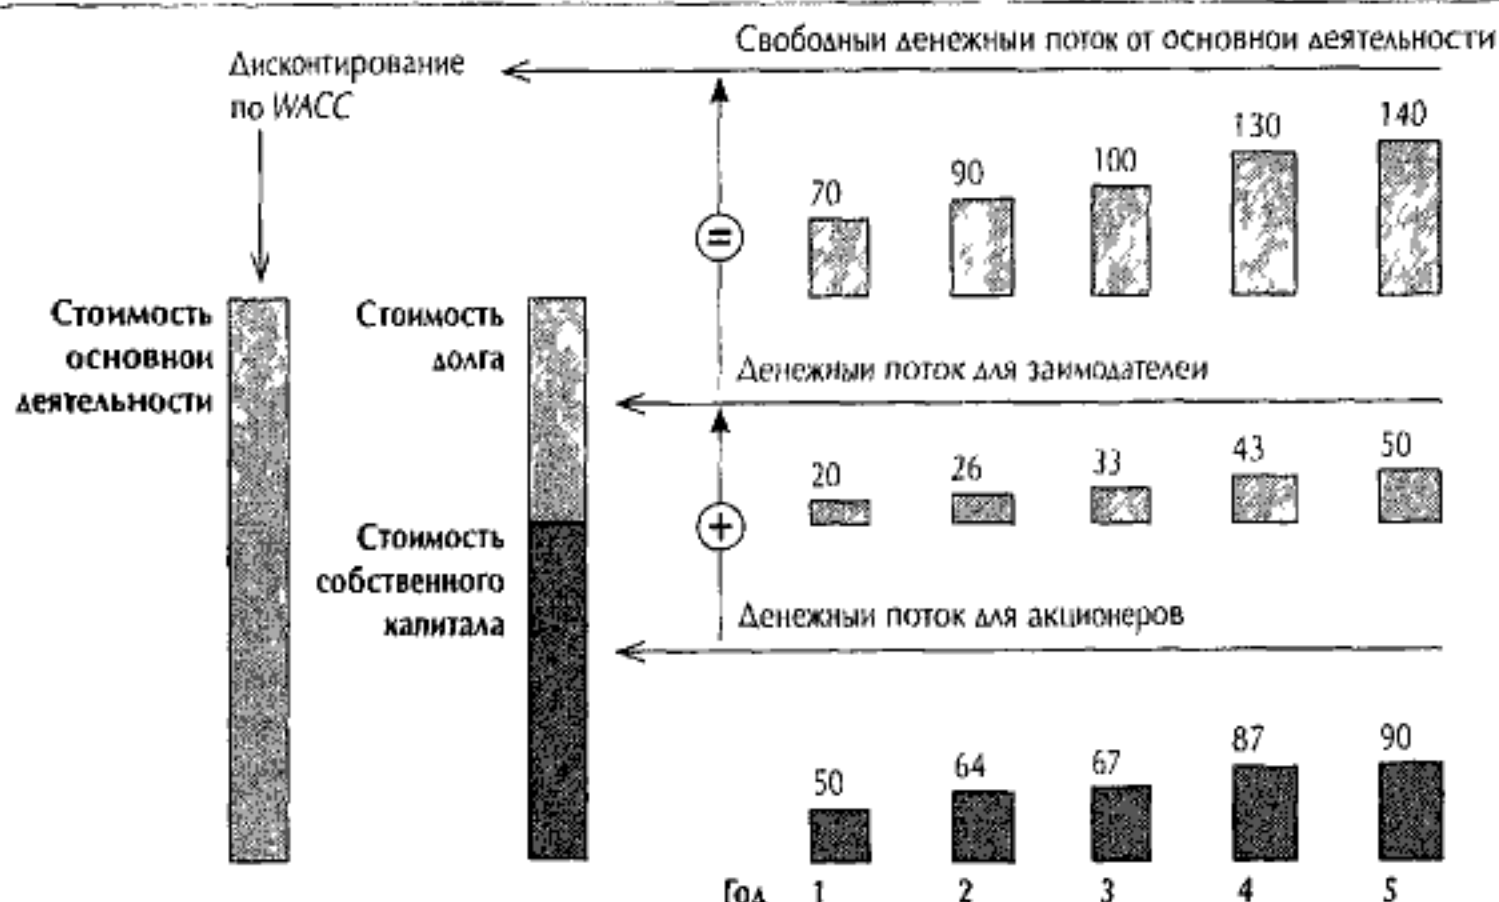 Свободный денежный поток от основной деятельности
Дисконтирование
по WACC
70 90 100 130 140
=
Стоимость
основной
деятельности
Стоимость
долга
Денежный поток для заимодателей
20 26 33 43 50
+
Стоимость
собственного
капитала
Денежный поток для акционеров
50 64 67 87 90
Год 1 2 3 4 5